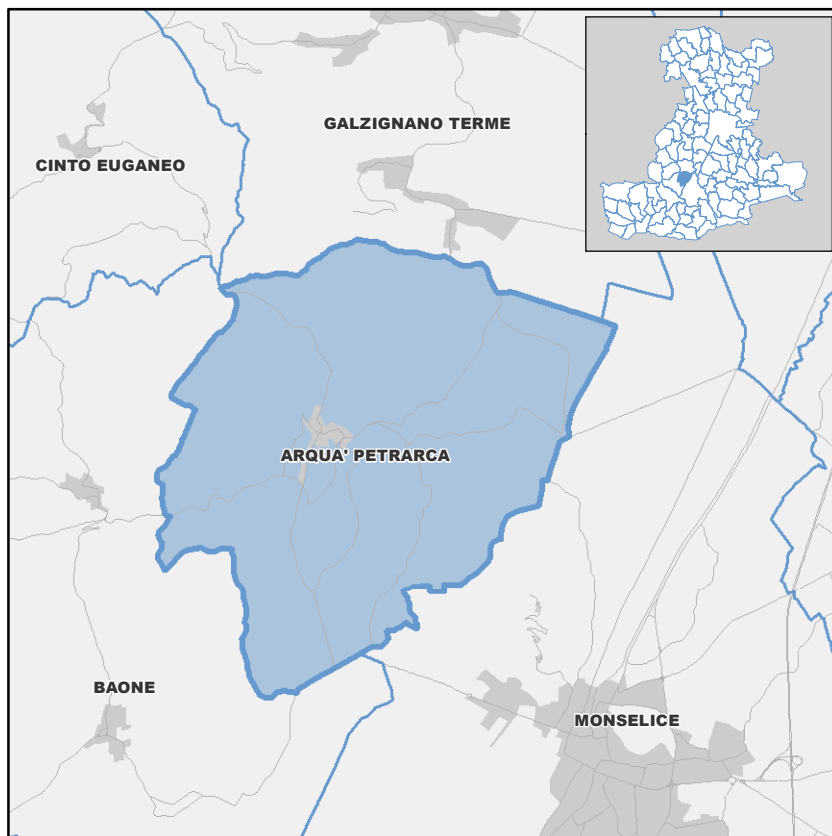 GALZIGNANO TERME
CINTO EUGANEO
ARQUA' PETRARCA
BAONE
MONSELICE